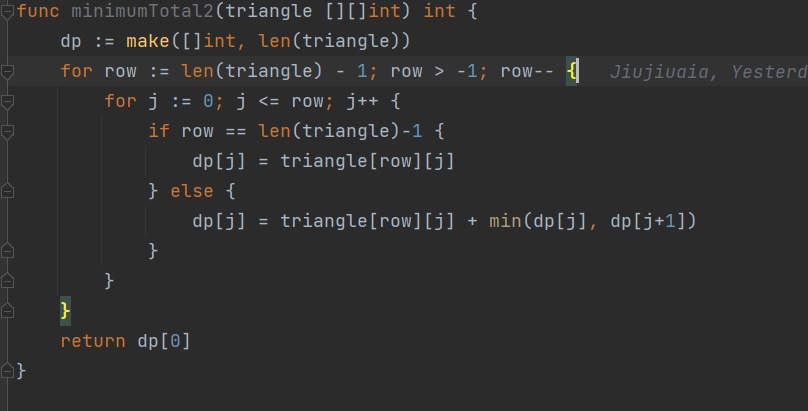 func minimumTotal2(triangle [][]int) int {
    dp := make([]int, len(triangle))
    for row := len(triangle) - 1; row > -1; row-- {    Jiujiuaia, Yesterd
        for j := 0; j <= row; j++ {
            if row == len(triangle)-1 {
                dp[j] = triangle[row][j]
            } else {
                dp[j] = triangle[row][j] + min(dp[j], dp[j+1])
            }
        }
    }
    return dp[0]
}